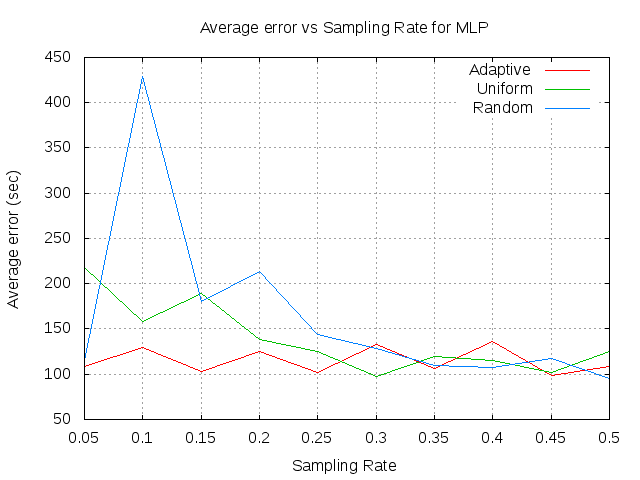 Average error vs Sampling Rate for MLP
450
400
350
300
250
200
150
100
50
Average error (sec)
Adaptive
Uniform
Random
0.05 0.1 0.15 0.2 0.25 0.3 0.35 0.4 0.45 0.5
Sampling Rate